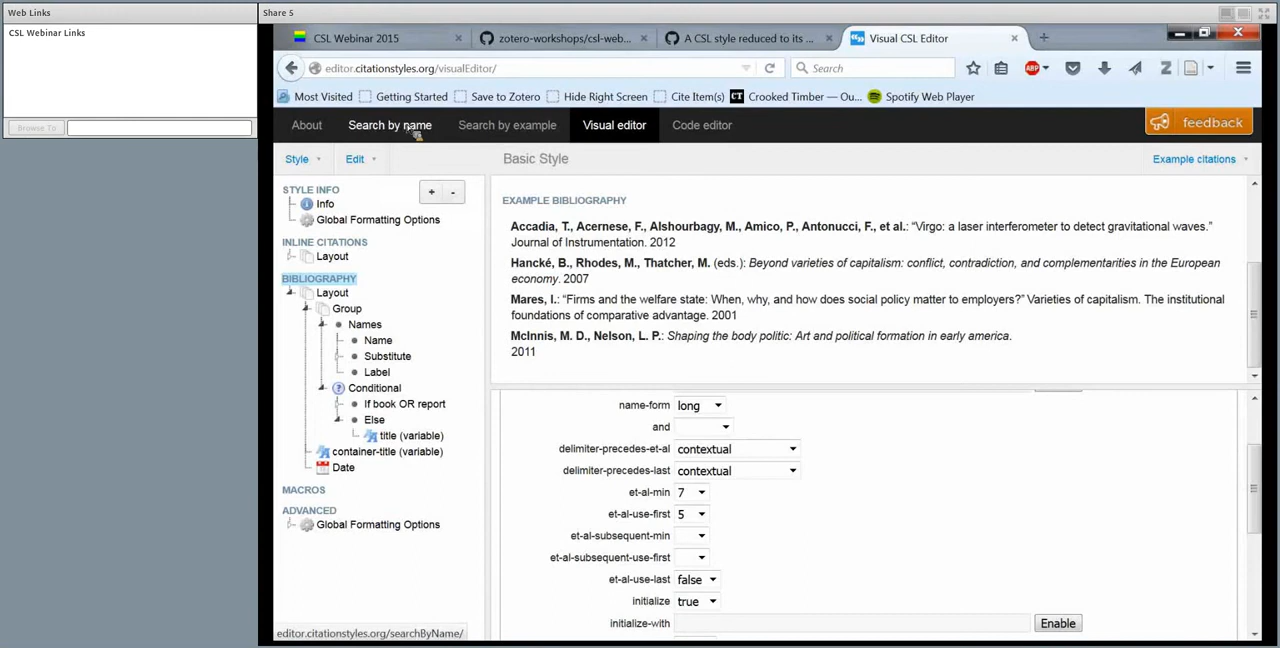 Web Links
CSL Webinar Links
Browse To
Share 5
CSL Webinar 2015
zotero-workshops/csl-web...
A CSL style reduced to its ...
Visual CSL Editor
editor.citationstyles.org/visualEditor/
Search
ABP
Z
Most Visited
Getting Started
Save to Zotero
Hide Right Screen
Cite Item(s)
CT Crooked Timber — Ou...
Spotify Web Player
About
Search by name
Search by example
Visual editor
Code editor
feedback
Style
Edit
Basic Style
Example citations
STYLE INFO
+
-
Info
Global Formatting Options
INLINE CITATIONS
Layout
BIBLIOGRAPHY
Layout
Group
Names
Name
Substitute
Label
Conditional
If book OR report
Else
title (variable)
container-title (variable)
Date
MACROS
ADVANCED
Global Formatting Options
editor.citationstyles.org/searchByName/
EXAMPLE BIBLIOGRAPHY
Accadia, T., Acernese, F., Alshourbagy, M., Amico, P., Antonucci, F., et al.: “Virgo: a laser interferometer to detect gravitational waves.”
Journal of Instrumentation. 2012
Hancké, B., Rhodes, M., Thatcher, M. (eds.): Beyond varieties of capitalism: conflict, contradiction, and complementarities in the European
economy. 2007
Mares, I.: “Firms and the welfare state: When, why, and how does social policy matter to employers?” Varieties of capitalism. The institutional
foundations of comparative advantage. 2001
McInnis, M. D., Nelson, L. P.: Shaping the body politic: Art and political formation in early america.
2011
name-form long
and
delimiter-precedes-et-al contextual
delimiter-precedes-last contextual
et-al-min 7
et-al-use-first 5
et-al-subsequent-min
et-al-subsequent-use-first
et-al-use-last false
initialize true
initialize-with Enable